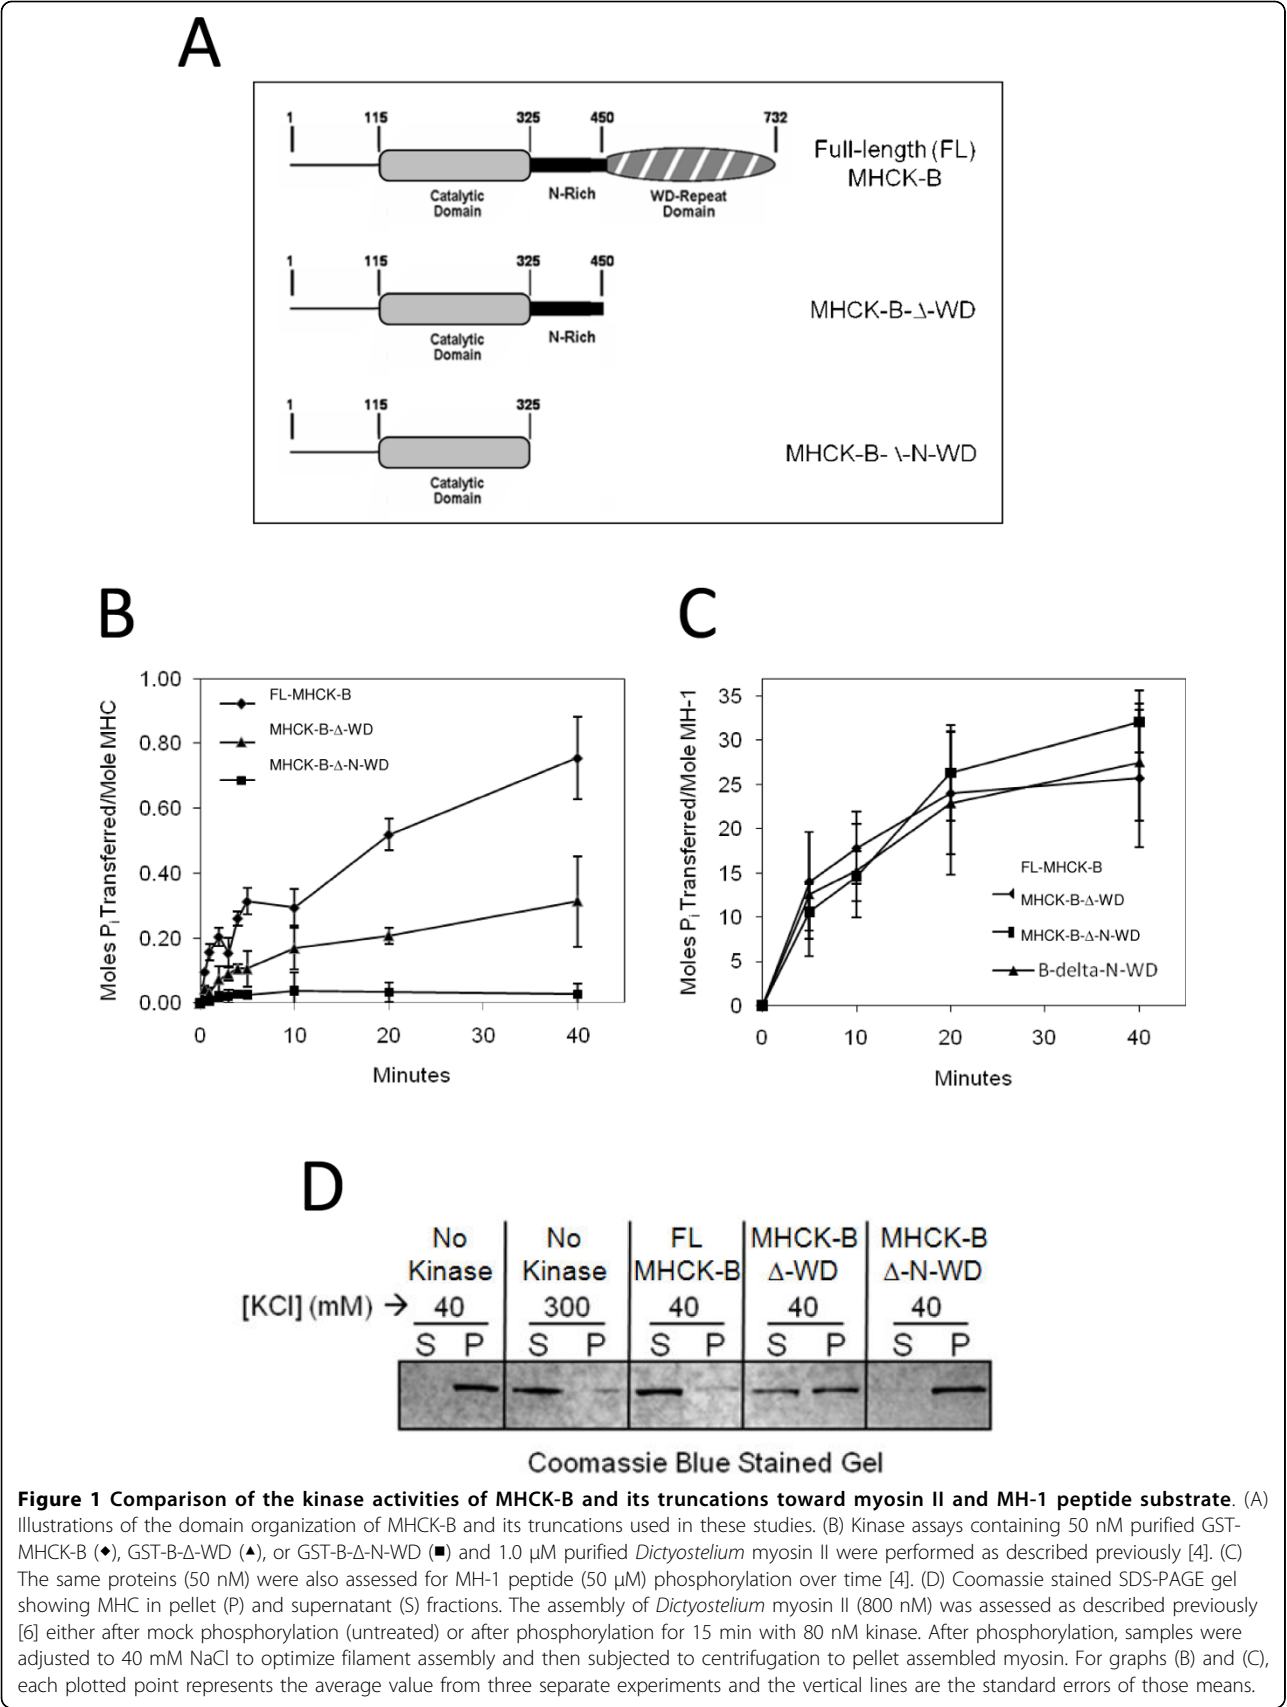 A
1 115 325 450 732
Full-length (FL)
MHCK-B
Catalytic
Domain
N-Rich
WD-Repeat
Domain
1 115 325 450
MHCK-B-Δ-WD
Catalytic
Domain
N-Rich
1 115 325
MHCK-B- \-N-WD
Catalytic
Domain
B
Moles Pi Transferred/Mole MHC
1.00
0.80
0.60
0.40
0.20
0.00
FL-MHCK-B
MHCK-B-Δ-WD
MHCK-B-Δ-N-WD
0 10 20 30 40
Minutes
C
Moles Pi Transferred/Mole MH-1
35
30
25
20
15
10
5
0
FL-MHCK-B
MHCK-B-Δ-WD
MHCK-B-Δ-N-WD
B-delta-N-WD
0 10 20 30 40
Minutes
D
No No FL MHCK-B MHCK-B
Kinase Kinase MHCK-B Δ-WD Δ-N-WD
[KCl] (mM) → 40 300 40 40 40
S P S P S P S P S P
Coomassie Blue Stained Gel
Figure 1 Comparison of the kinase activities of MHCK-B and its truncations toward myosin II and MH-1 peptide substrate. (A)
Illustrations of the domain organization of MHCK-B and its truncations used in these studies. (B) Kinase assays containing 50 nM purified GST-
MHCK-B (◆), GST-B-Δ-WD (▲), or GST-B-Δ-N-WD (■) and 1.0 μM purified Dictyostelium myosin II were performed as described previously [4]. (C)
The same proteins (50 nM) were also assessed for MH-1 peptide (50 μM) phosphorylation over time [4]. (D) Coomassie stained SDS-PAGE gel
showing MHC in pellet (P) and supernatant (S) fractions. The assembly of Dictyostelium myosin II (800 nM) was assessed as described previously
[6] either after mock phosphorylation (untreated) or after phosphorylation for 15 min with 80 nM kinase. After phosphorylation, samples were
adjusted to 40 mM NaCl to optimize filament assembly and then subjected to centrifugation to pellet assembled myosin. For graphs (B) and (C),
each plotted point represents the average value from three separate experiments and the vertical lines are the standard errors of those means.